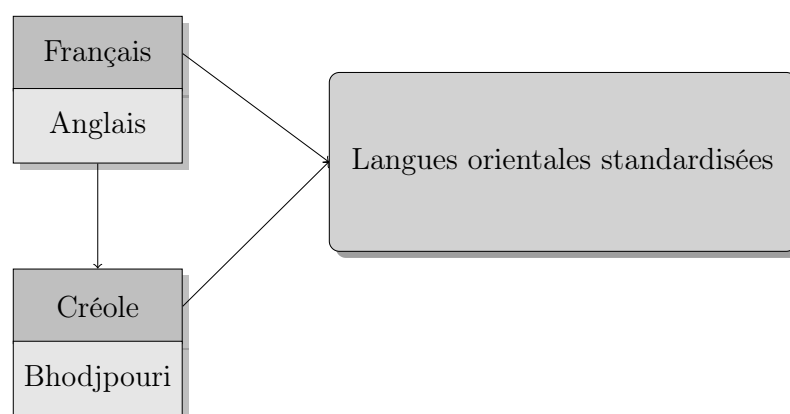 Français
Anglais
Langues orientales standardisées
Créole
Bhodjpouri